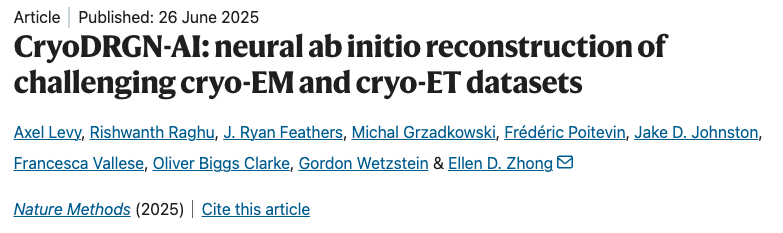 Article | Published: 26 June 2025
CryoDRGN-AI: neural ab initio reconstruction of
challenging cryo-EM and cryo-ET datasets
Axel Levy, Rishwanth Raghu, J. Ryan Feathers, Michal Grzadkowski, Frédéric Poitevin, Jake D. Johnston,
Francesca Vallese, Oliver Biggs Clarke, Gordon Wetzstein & Ellen D. Zhong
Nature Methods (2025) | Cite this article